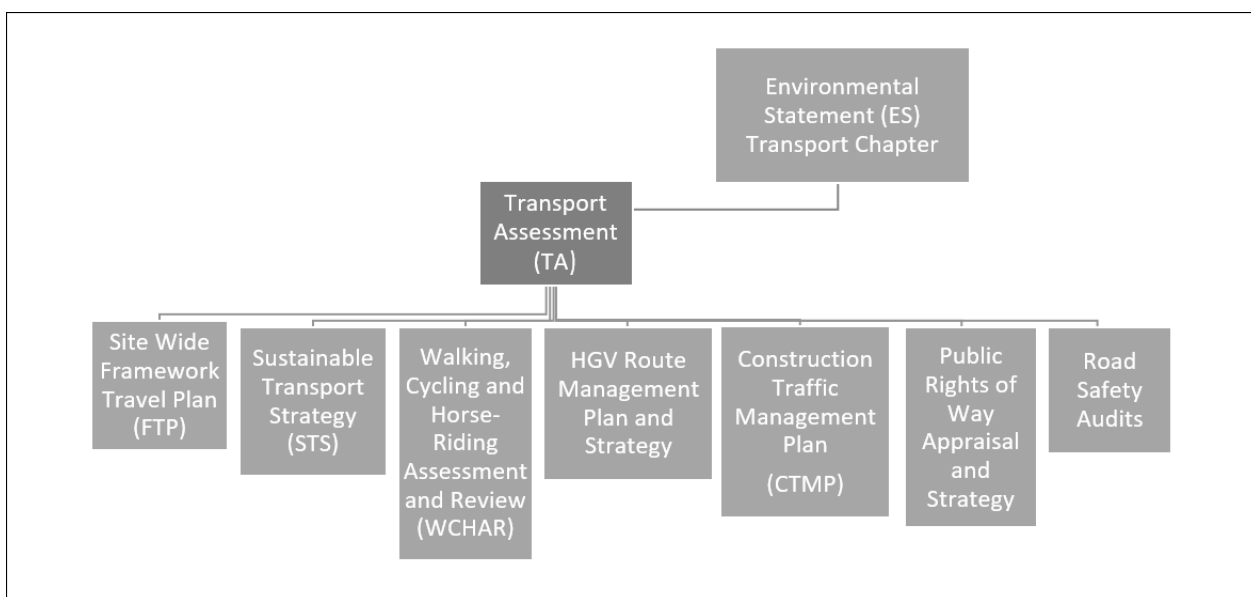 Environmental
Statement (ES)
Transport Chapter
Transport
Assessment
(TA)
Site Wide
Framework
Travel Plan
(FTP)
Sustainable
Transport
Strategy
(STS)
Walking,
Cycling and
Horse-
Riding
Assessment
and Review
(WCHAR)
HGV Route
Management
Plan and
Strategy
Construction
Traffic
Management
Plan
(CTMP)
Public
Rights of
Way
Appraisal
and
Strategy
Road
Safety
Audits